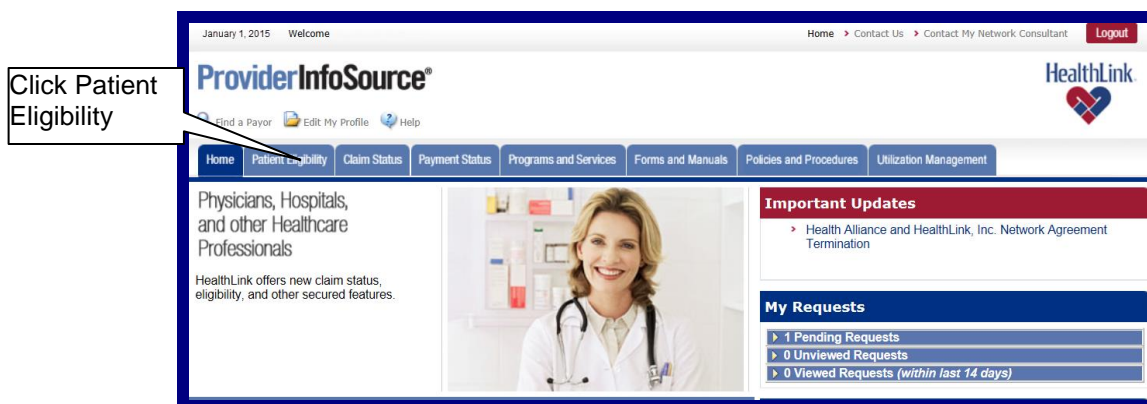 January 1, 2015 Welcome
Home > Contact Us > Contact My Network Consultant Logout
Click Patient
Eligibility
ProviderInfoSource®
HealthLink
Find a Payor Edit My Profile Help
Home Patient Eligibility Claim Status Payment Status Programs and Services Forms and Manuals Policies and Procedures Utilization Management
Physicians, Hospitals,
and other Healthcare
Professionals
HealthLink offers new claim status,
eligibility, and other secured features.
Important Updates
> Health Alliance and HealthLink, Inc. Network Agreement
Termination
My Requests
1 Pending Requests
0 Unviewed Requests
0 Viewed Requests (within last 14 days)